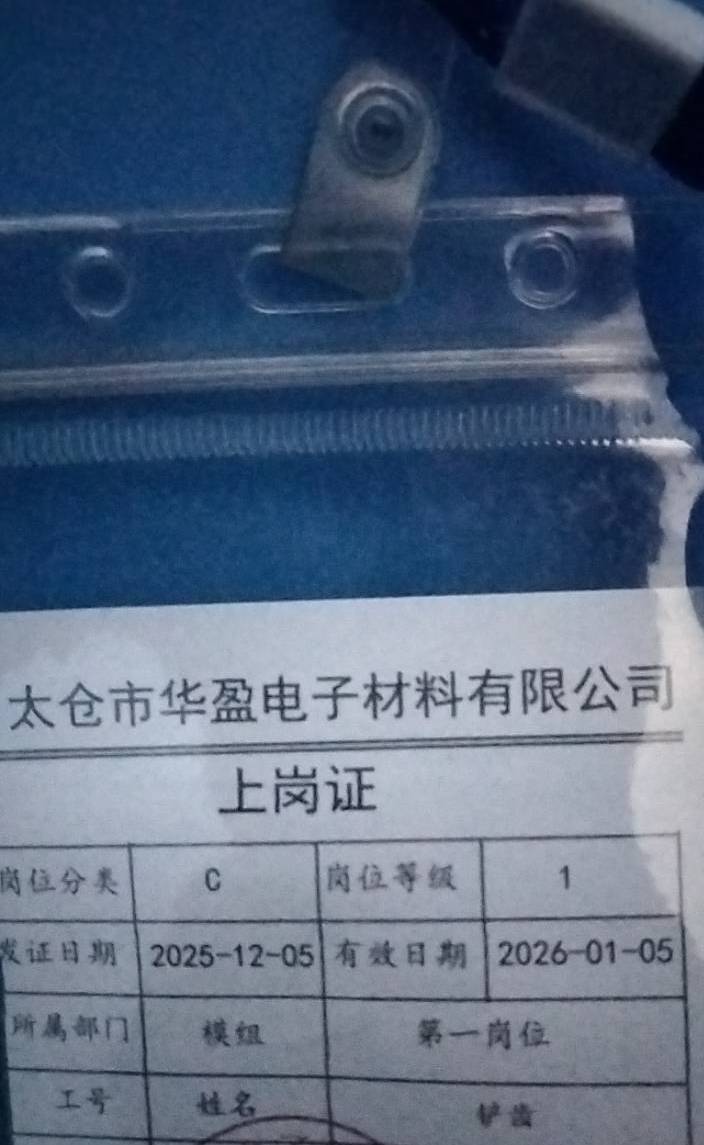 太仓市华盈电子材料有限公司
上岗证
岗位分类 C 岗位等级 1
发证日期 2025-12-05 有效日期 2026-01-05
所属部门 模组 第一岗位
工号 姓名 铲齿